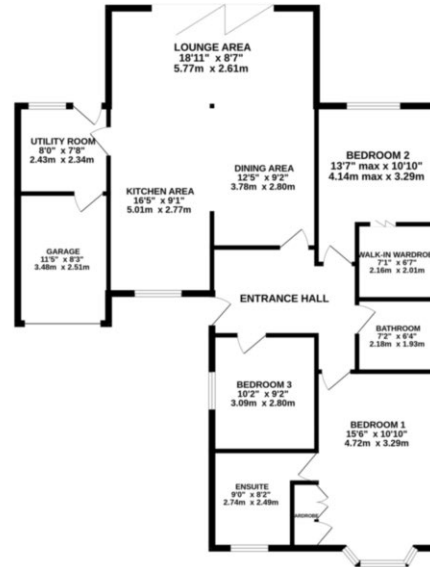 LOUNGE AREA
18'11" x 8'7"
5.77m x 2.61m
UTILITY ROOM
8'0" x 7'8"
2.43m x 2.34m
DINING AREA
12'5" x 9'2"
3.78m x 2.80m
BEDROOM 2
13'7" max x 10'10"
4.14m max x 3.29m
KITCHEN AREA
16'5" x 9'1"
5.01m x 2.77m
GARAGE
11'5" x 8'3"
3.48m x 2.51m
WALK-IN WARDROBE
7'1" x 6'7"
2.16m x 2.01m
ENTRANCE HALL
BATHROOM
7'2" x 6'4"
2.18m x 1.93m
BEDROOM 3
10'2" x 9'2"
3.09m x 2.80m
BEDROOM 1
15'6" x 10'10"
4.72m x 3.29m
ENSUITE
9'0" x 8'2"
2.74m x 2.49m
WARDROBE